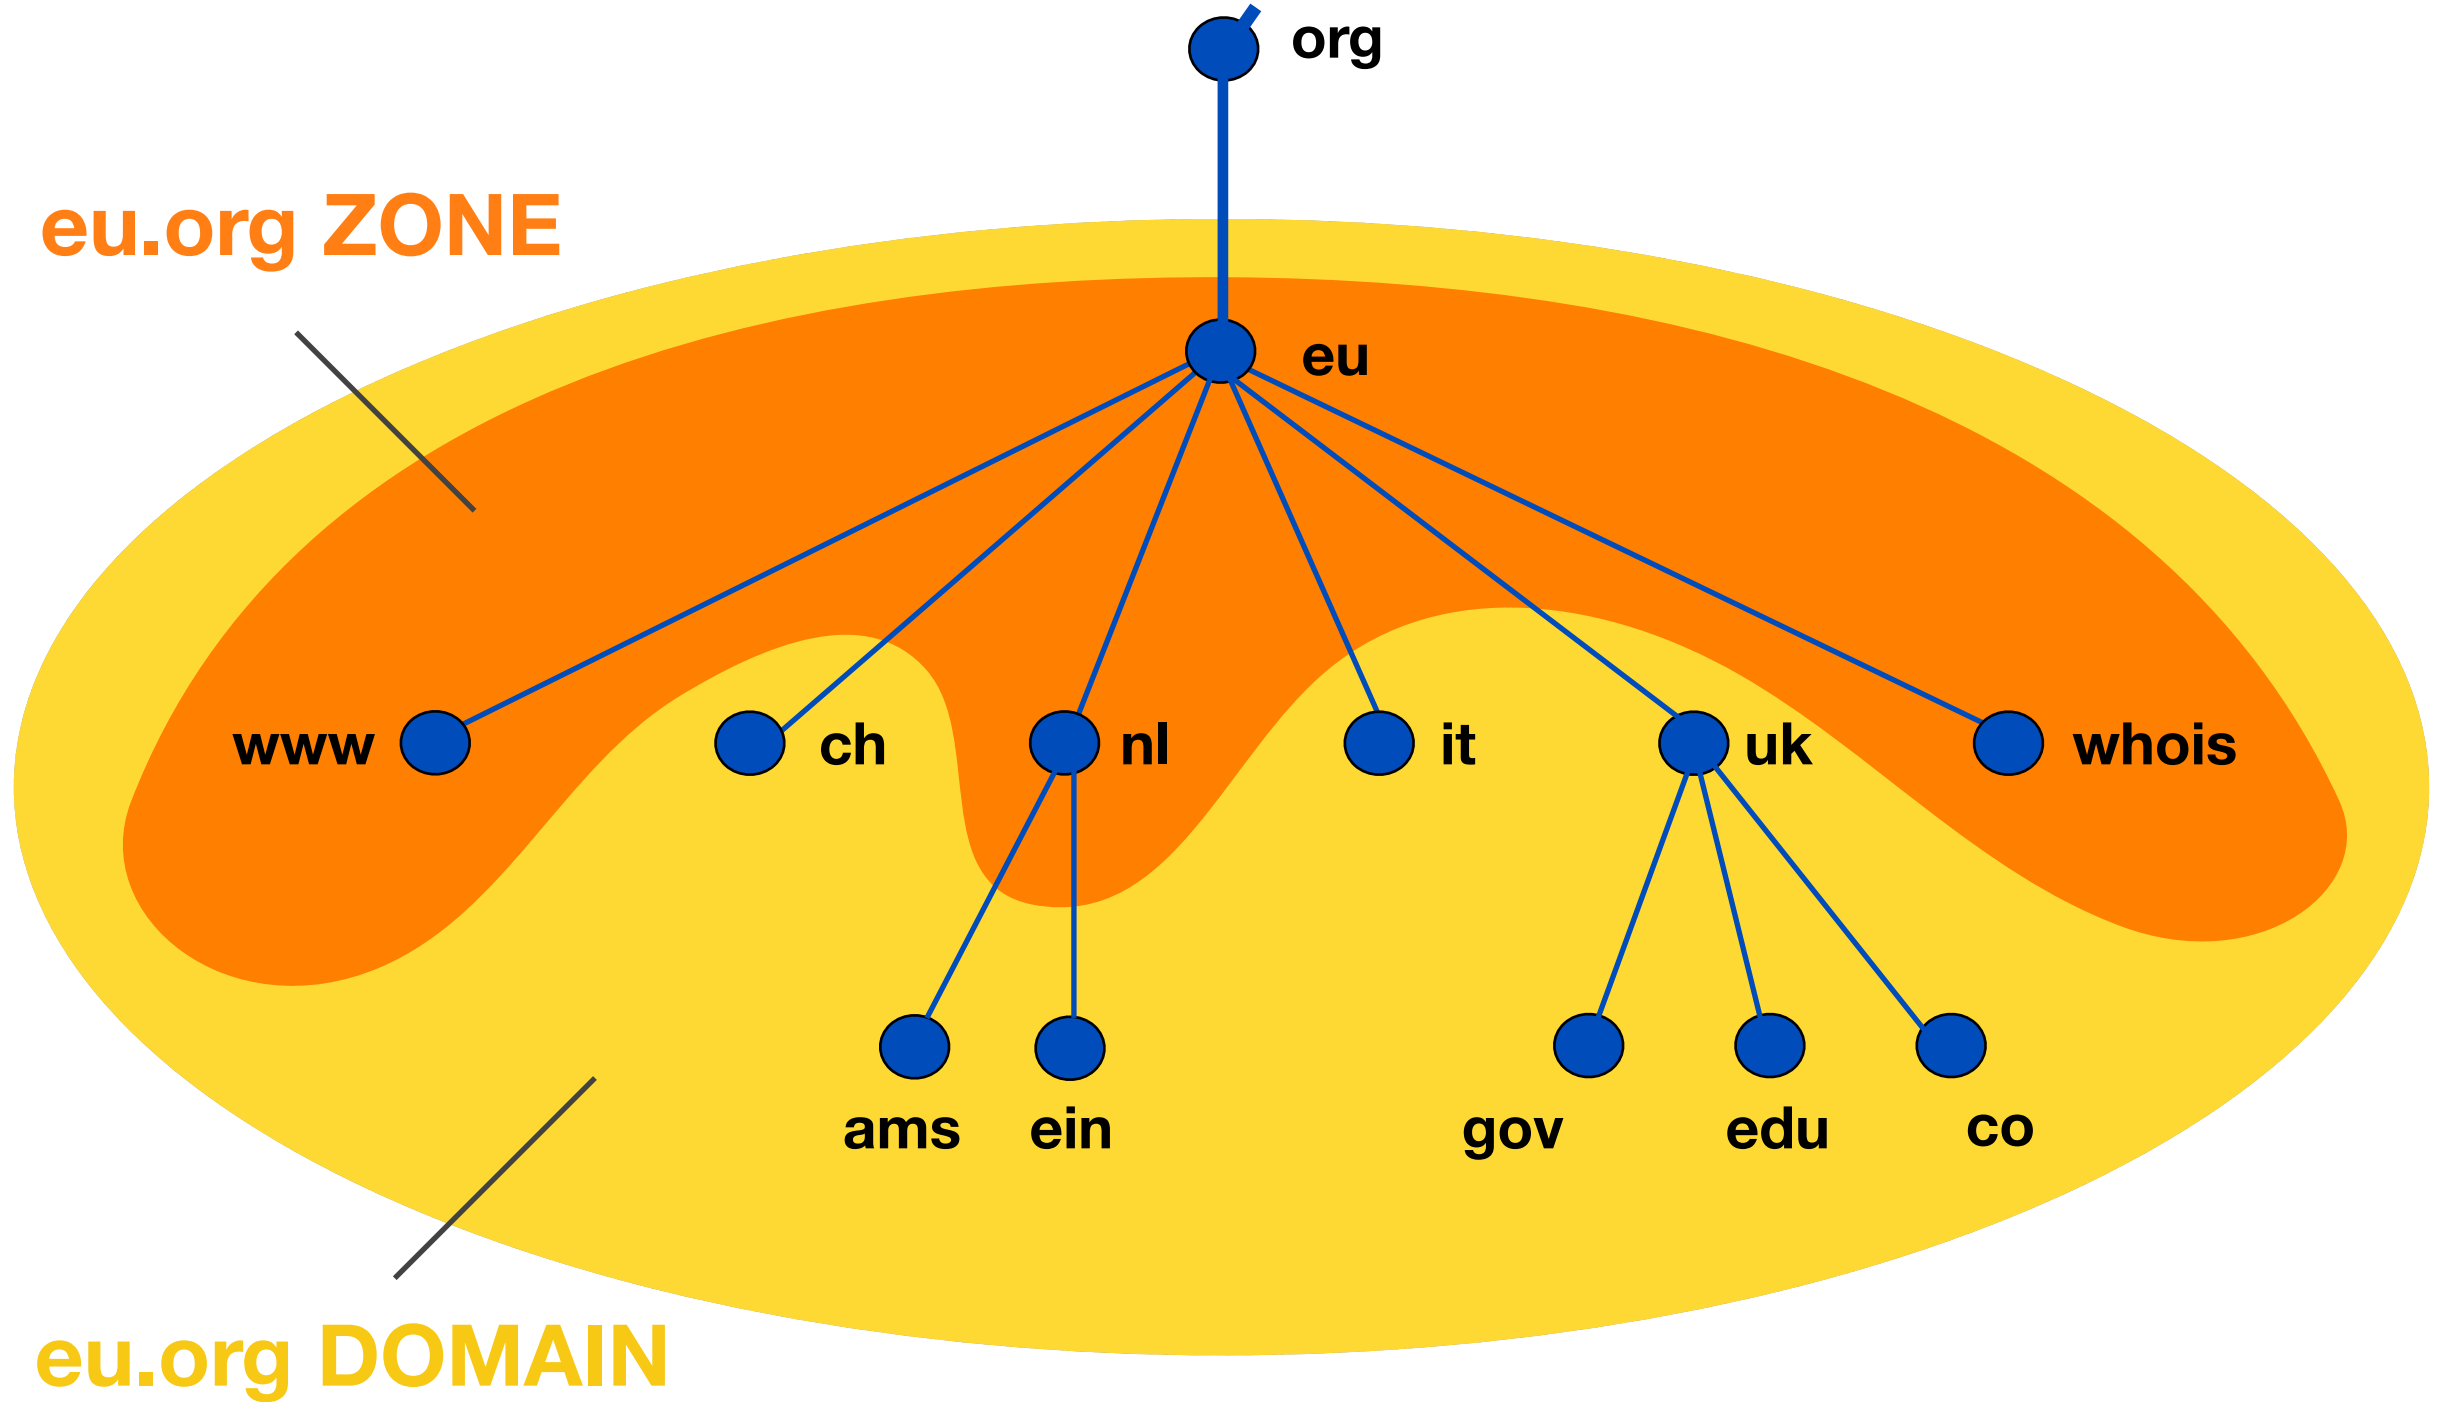 org
eu.org ZONE
eu
www
ch
nl
it
uk
whois
ams
ein
gov
edu
co
eu.org DOMAIN